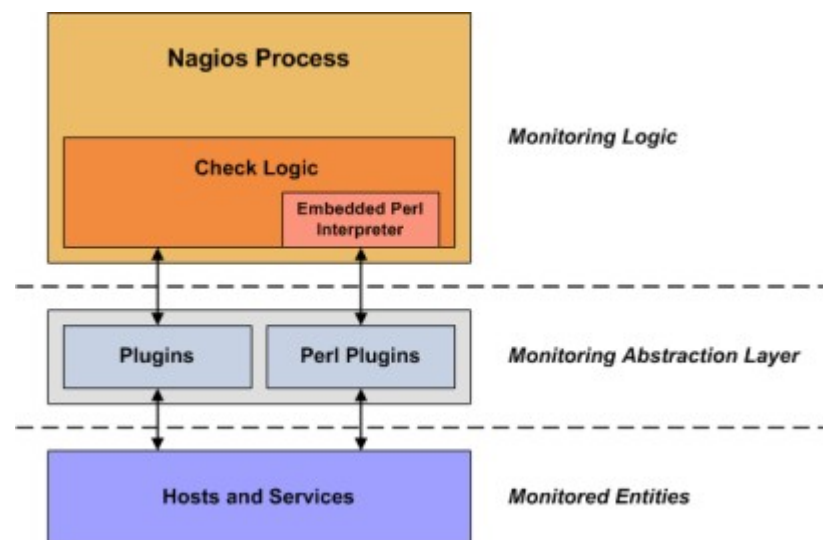 Nagios Process
Monitoring Logic
Check Logic
Embedded Perl
Interpreter
Plugins
Perl Plugins
Monitoring Abstraction Layer
Hosts and Services
Monitored Entities